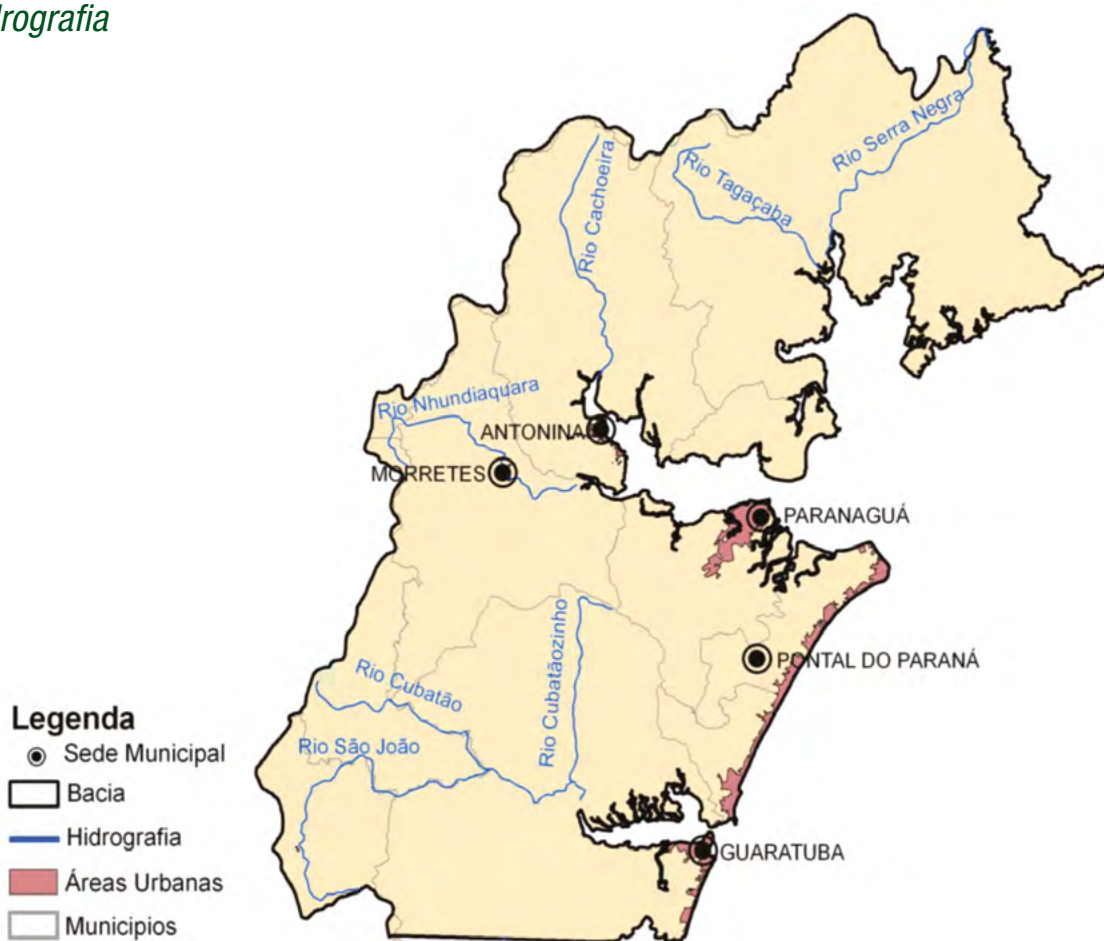 drografia
Rio Serra Negra
Rio Tagaçaba
Rio Cachoeira
Rio Nhundiaquara
ANTONINA
MORRETES
PARANAGUÁ
Rio Cubatãozinho
PONTAL DO PARANÁ
Rio Cubatão
Rio São João
GUARATUBA
Legenda
Sede Municipal
Bacia
Hidrografia
Áreas Urbanas
Municipios